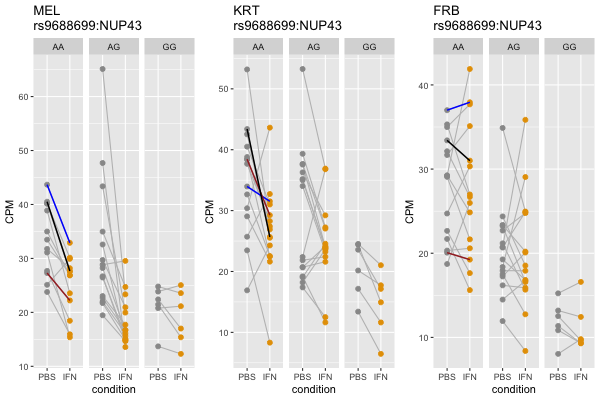 MEL
rs9688699:NUP43
AA AG GG
CPM
60
50
40
30
20
10
PBS IFN PBS IFN PBS IFN
condition
KRT
rs9688699:NUP43
AA AG GG
CPM
50
40
30
20
10
PBS IFN PBS IFN PBS IFN
condition
FRB
rs9688699:NUP43
AA AG GG
CPM
40
30
20
10
PBS IFN PBS IFN PBS IFN
condition